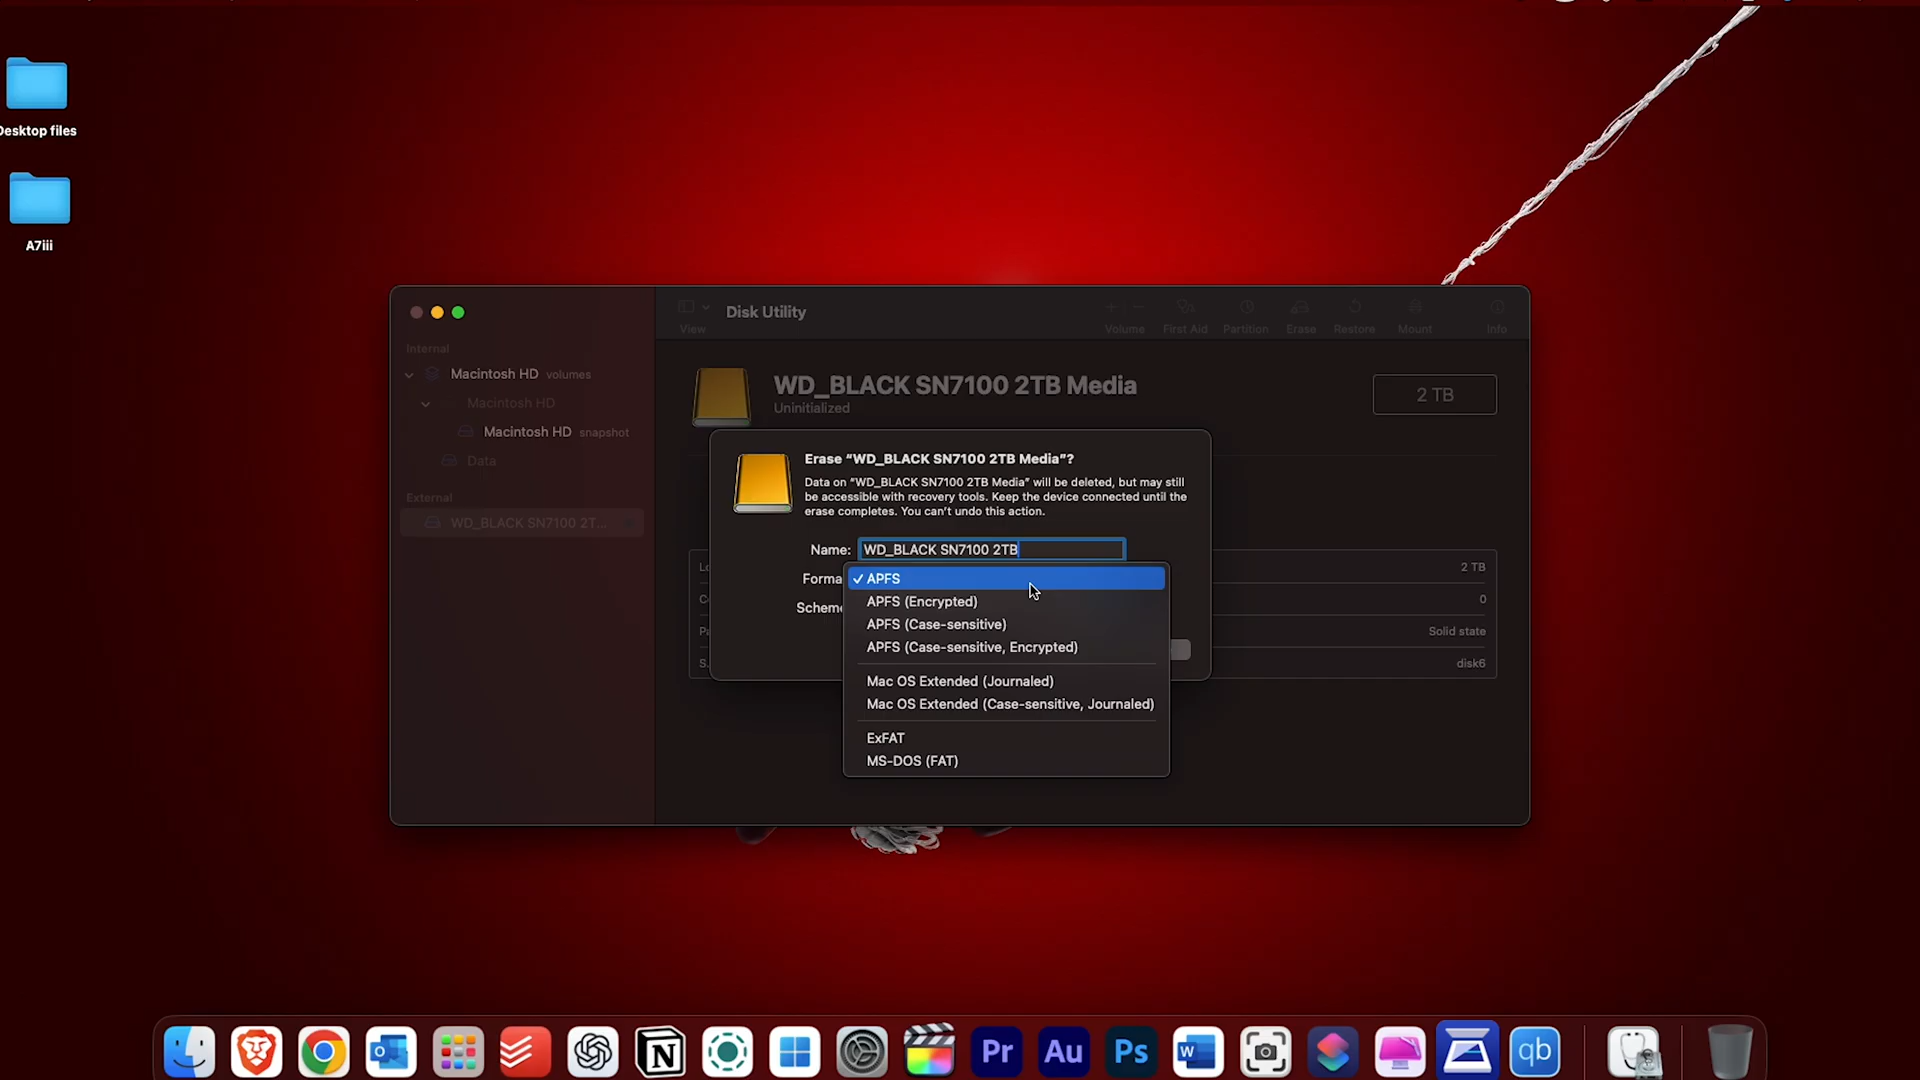 Desktop files
A7iii
Disk Utility
View
Volume
First Aid
Partition
Erase
Restore
Mount
Info
Internal
Macintosh HD volumes
Macintosh HD
Macintosh HD snapshot
Data
External
WD_BLACK SN7100 2T...
WD_BLACK SN7100 2TB Media
Uninitialized
2 TB
Erase “WD_BLACK SN7100 2TB Media”?
Data on “WD_BLACK SN7100 2TB Media” will be deleted, but may still
be accessible with recovery tools. Keep the device connected until the
erase completes. You can’t undo this action.
Name: WD_BLACK SN7100 2TB
Forma
Scheme
✓ APFS
APFS (Encrypted)
APFS (Case-sensitive)
APFS (Case-sensitive, Encrypted)
Mac OS Extended (Journaled)
Mac OS Extended (Case-sensitive, Journaled)
ExFAT
MS-DOS (FAT)
2 TB
0
Solid state
disk6
Pr
Au
Ps
W
qb